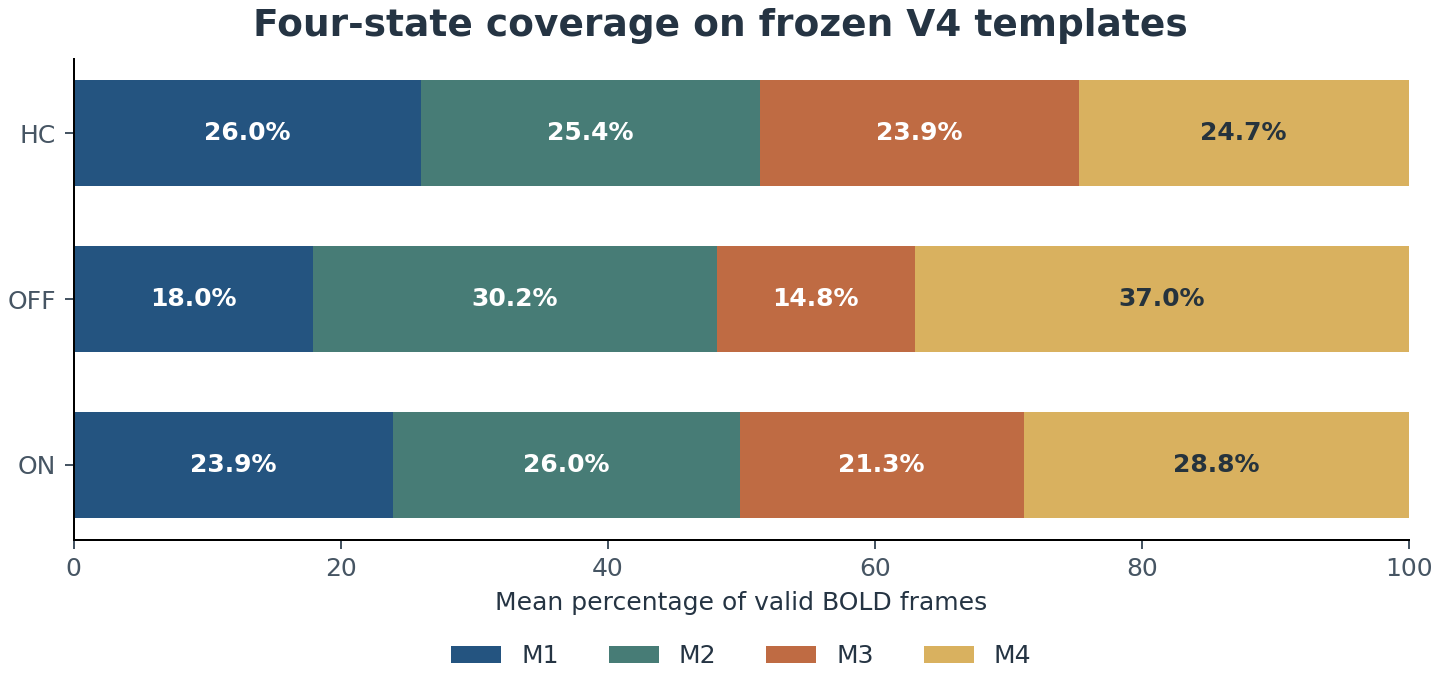 Four-state coverage on frozen V4 templates
HC 26.0% 25.4% 23.9% 24.7%
OFF 18.0% 30.2% 14.8% 37.0%
ON 23.9% 26.0% 21.3% 28.8%
0 20 40 60 80 100
Mean percentage of valid BOLD frames
M1 M2 M3 M4